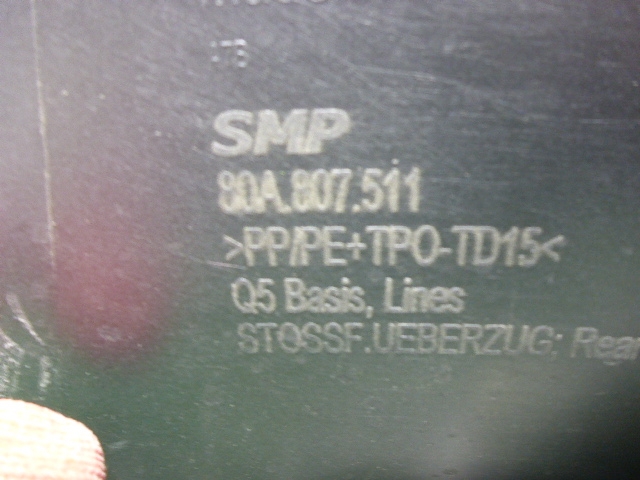 SMP
80A.807.511
>PP/PE+TPO-TD15<
Q5 Basis, Lines
STOSSF.UEBERZUG; Rear